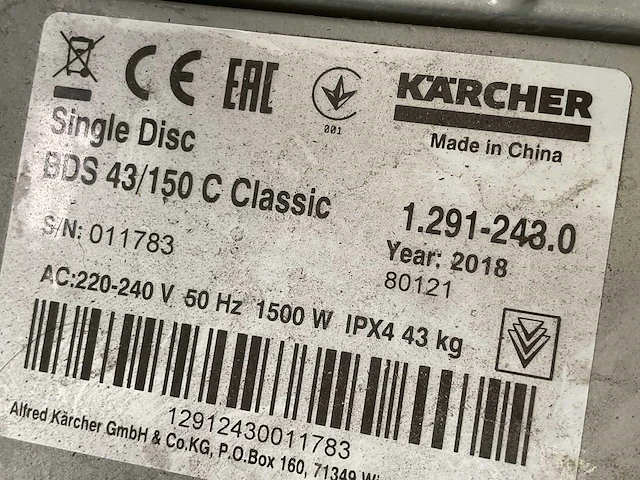 CE EAC
001
KÄRCHER
Made in China
Single Disc
BDS 43/150 C Classic
1.291-243.0
S/N: 011783
Year: 2018
80121
AC:220-240 V 50 Hz 1500 W IPX4 43 kg
12912430011783
Alfred Kärcher GmbH & Co.KG, P.O.Box 160, 71349